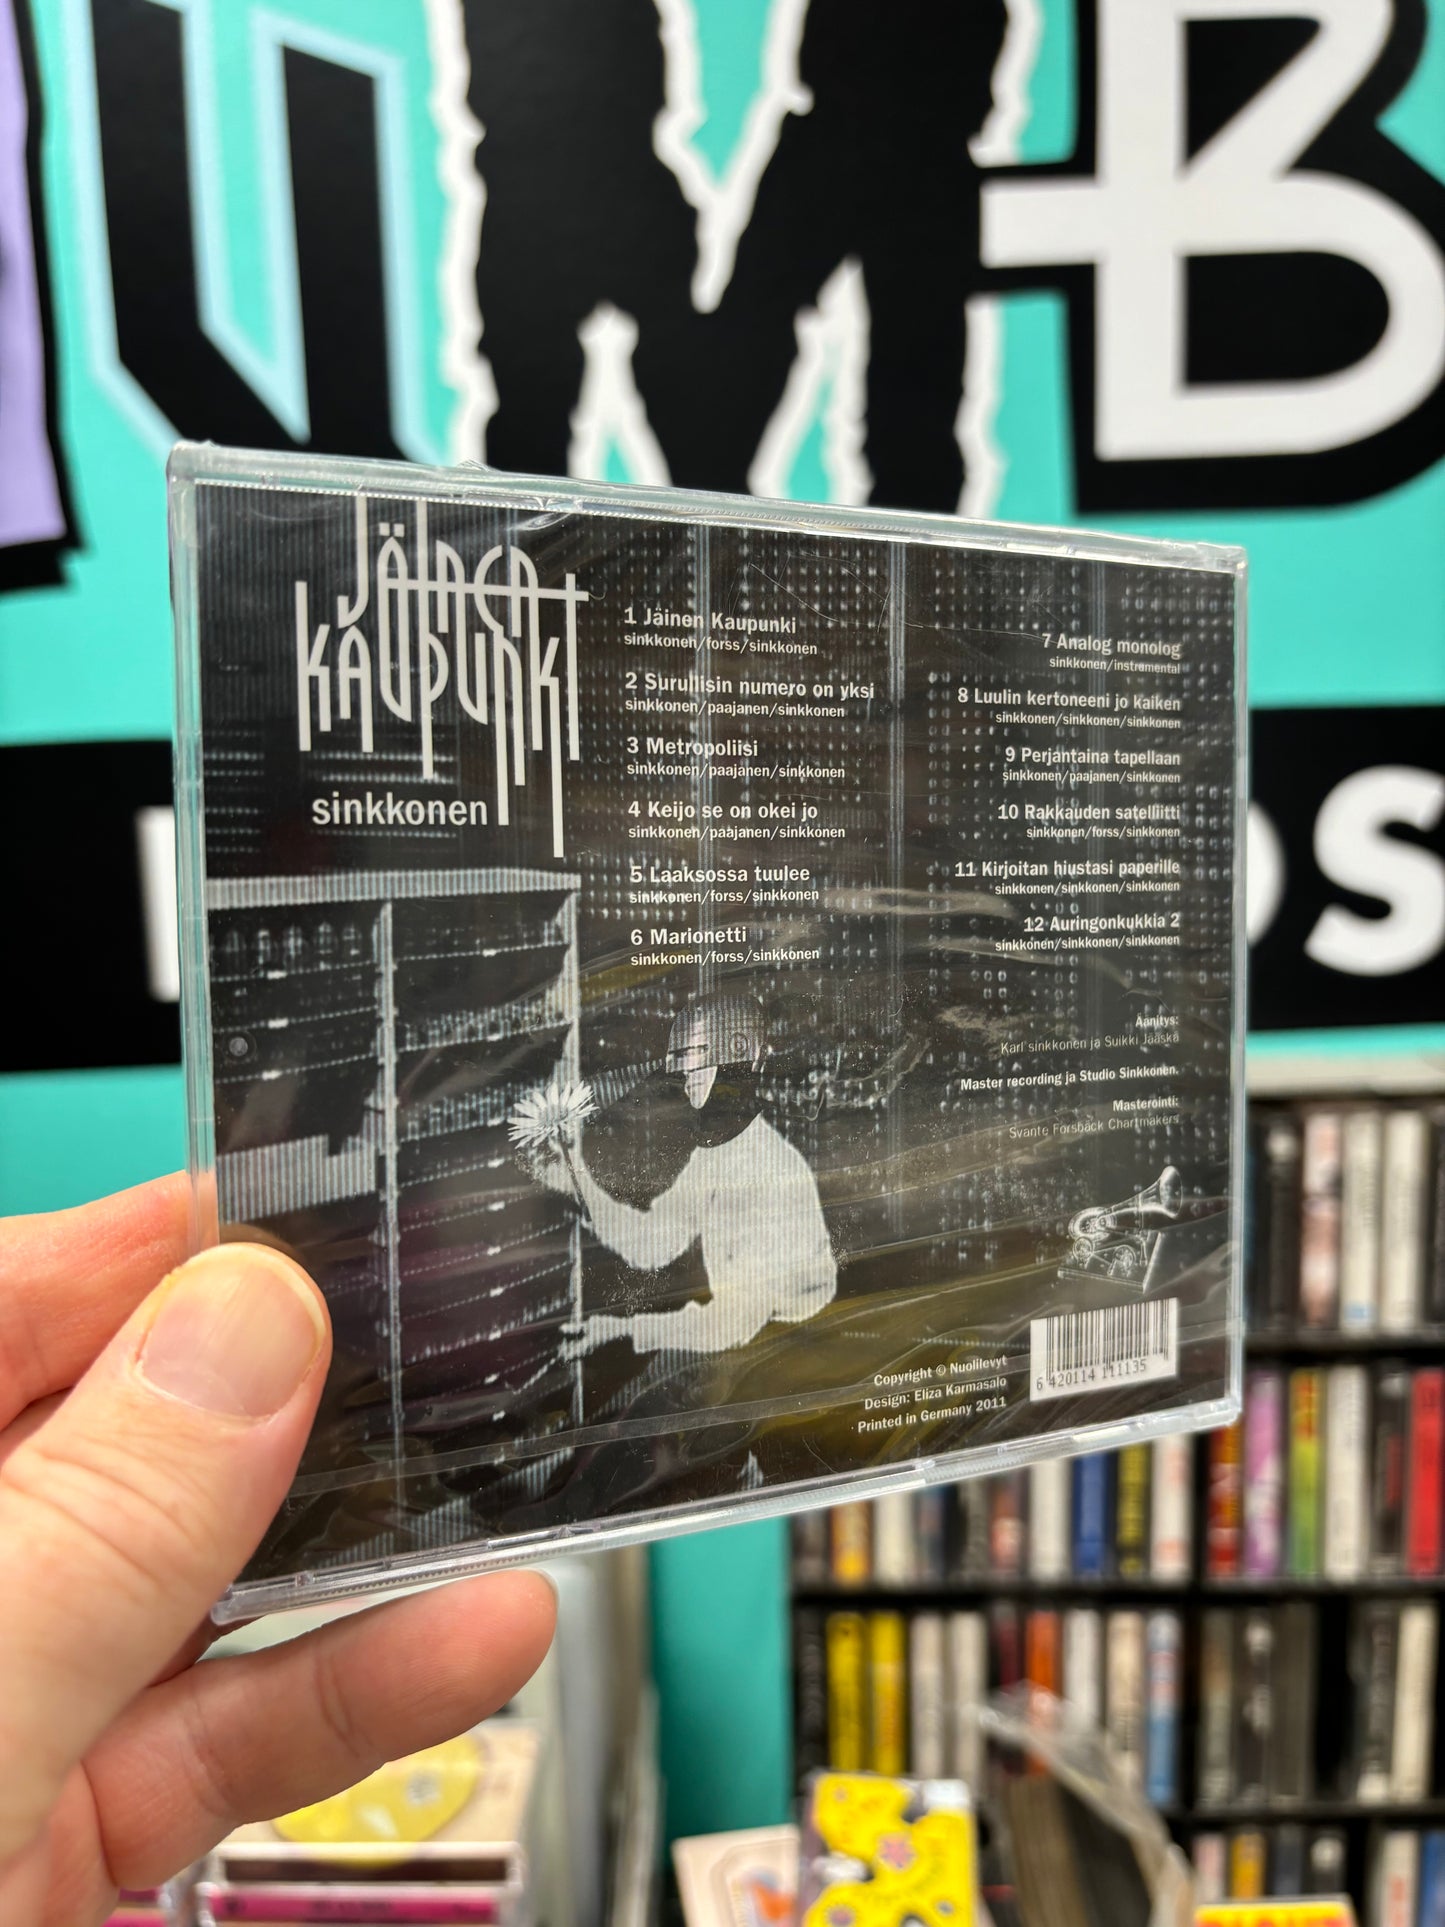 JÄINEN
KAUPUNKI
sinkkonen
1 Jäinen Kaupunki
sinkkonen/forss/sinkkonen
2 Surullisin numero on yksi
sinkkonen/paajanen/sinkkonen
3 Metropoliisi
sinkkonen/paajanen/sinkkonen
4 Keijo se on okei jo
sinkkonen/paajanen/sinkkonen
5 Laaksossa tuulee
sinkkonen/forss/sinkkonen
6 Marionetti
sinkkonen/forss/sinkkonen
7 Analog monolog
sinkkonen/instrumental
8 Luulin kertoneeni jo kaiken
sinkkonen/sinkkonen/sinkkonen
9 Perjantaina tapellaan
sinkkonen/paajanen/sinkkonen
10 Rakkauden satelliitti
sinkkonen/forss/sinkkonen
11 Kirjoitan hiustasi paperille
sinkkonen/sinkkonen/sinkkonen
12 Auringonkukkia 2
sinkkonen/sinkkonen/sinkkonen
Äänitys:
Karl sinkkonen ja Suikki Jääskä
Master recording ja Studio Sinkkonen.
Masterointi:
Svante Forsbäck Chartmakers
Copyright © Nuolilevyt
Design: Eliza Karmasalo
Printed in Germany 2011
6 420114 111135